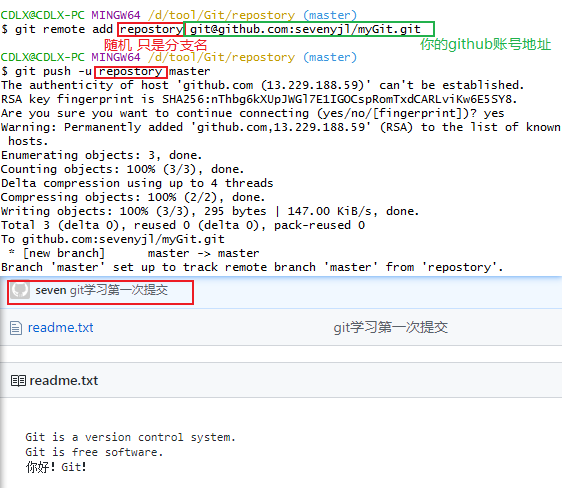 CDLX@CDLX-PC MINGW64 /d/tool/Git/repostory (master)
$ git remote add repostory git@github.com:sevenyjl/myGit.git
随机 只是分支名
你的github账号地址
CDLX@CDLX-PC MINGW64 /d/tool/Git/repostory (master)
$ git push -u repostory master
The authenticity of host 'github.com (13.229.188.59)' can't be established.
RSA key fingerprint is SHA256:nThbg6kXUpJWGl7E1IGOCspRomTxdCARLviKw6E5SY8.
Are you sure you want to continue connecting (yes/no/[fingerprint])? yes
Warning: Permanently added 'github.com,13.229.188.59' (RSA) to the list of known
hosts.
Enumerating objects: 3, done.
Counting objects: 100% (3/3), done.
Delta compression using up to 4 threads
Compressing objects: 100% (2/2), done.
Writing objects: 100% (3/3), 295 bytes | 147.00 KiB/s, done.
Total 3 (delta 0), reused 0 (delta 0), pack-reused 0
To github.com:sevenyjl/myGit.git
* [new branch]      master -> master
Branch 'master' set up to track remote branch 'master' from 'repostory'.
seven git学习第一次提交
readme.txt git学习第一次提交
readme.txt
Git is a version control system.
Git is free software.
你好! Git!